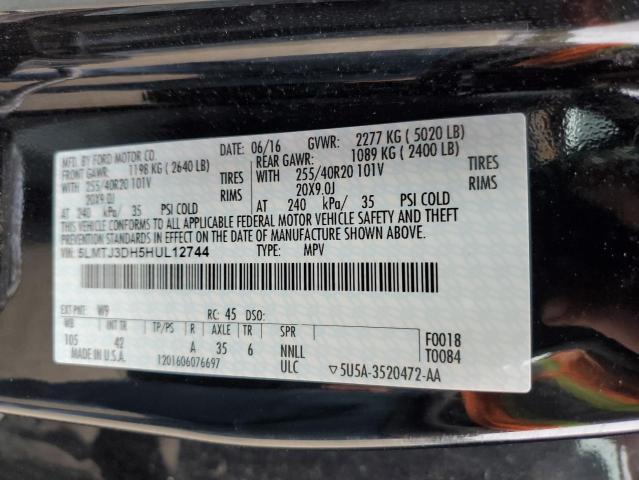 MFD. BY FORD MOTOR CO. DATE: 06/16 GVWR: 2277 KG ( 5020 LB)
FRONT GAWR: 1198 KG ( 2640 LB) REAR GAWR: 1089 KG ( 2400 LB)
WITH 255/40R20 101V TIRES WITH 255/40R20 101V TIRES
20X9.0J RIMS 20X9.0J RIMS
AT 240 kPa/ 35 PSI COLD AT 240 kPa/ 35 PSI COLD
THIS VEHICLE CONFORMS TO ALL APPLICABLE FEDERAL MOTOR VEHICLE SAFETY AND THEFT
PREVENTION STANDARDS IN EFFECT ON THE DATE OF MANUFACTURE SHOWN ABOVE.
VIN: 5LMTJ3DH5HUL12744 TYPE: MPV
EXT PNT: W9 RC: 45 DSO:
WB INT TR TP/PS R AXLE TR SPR
105 42 A 35 6 NNLL F0018
MADE IN U.S.A. 1201606076697 ULC ▽5U5A-3520472-AA T0084